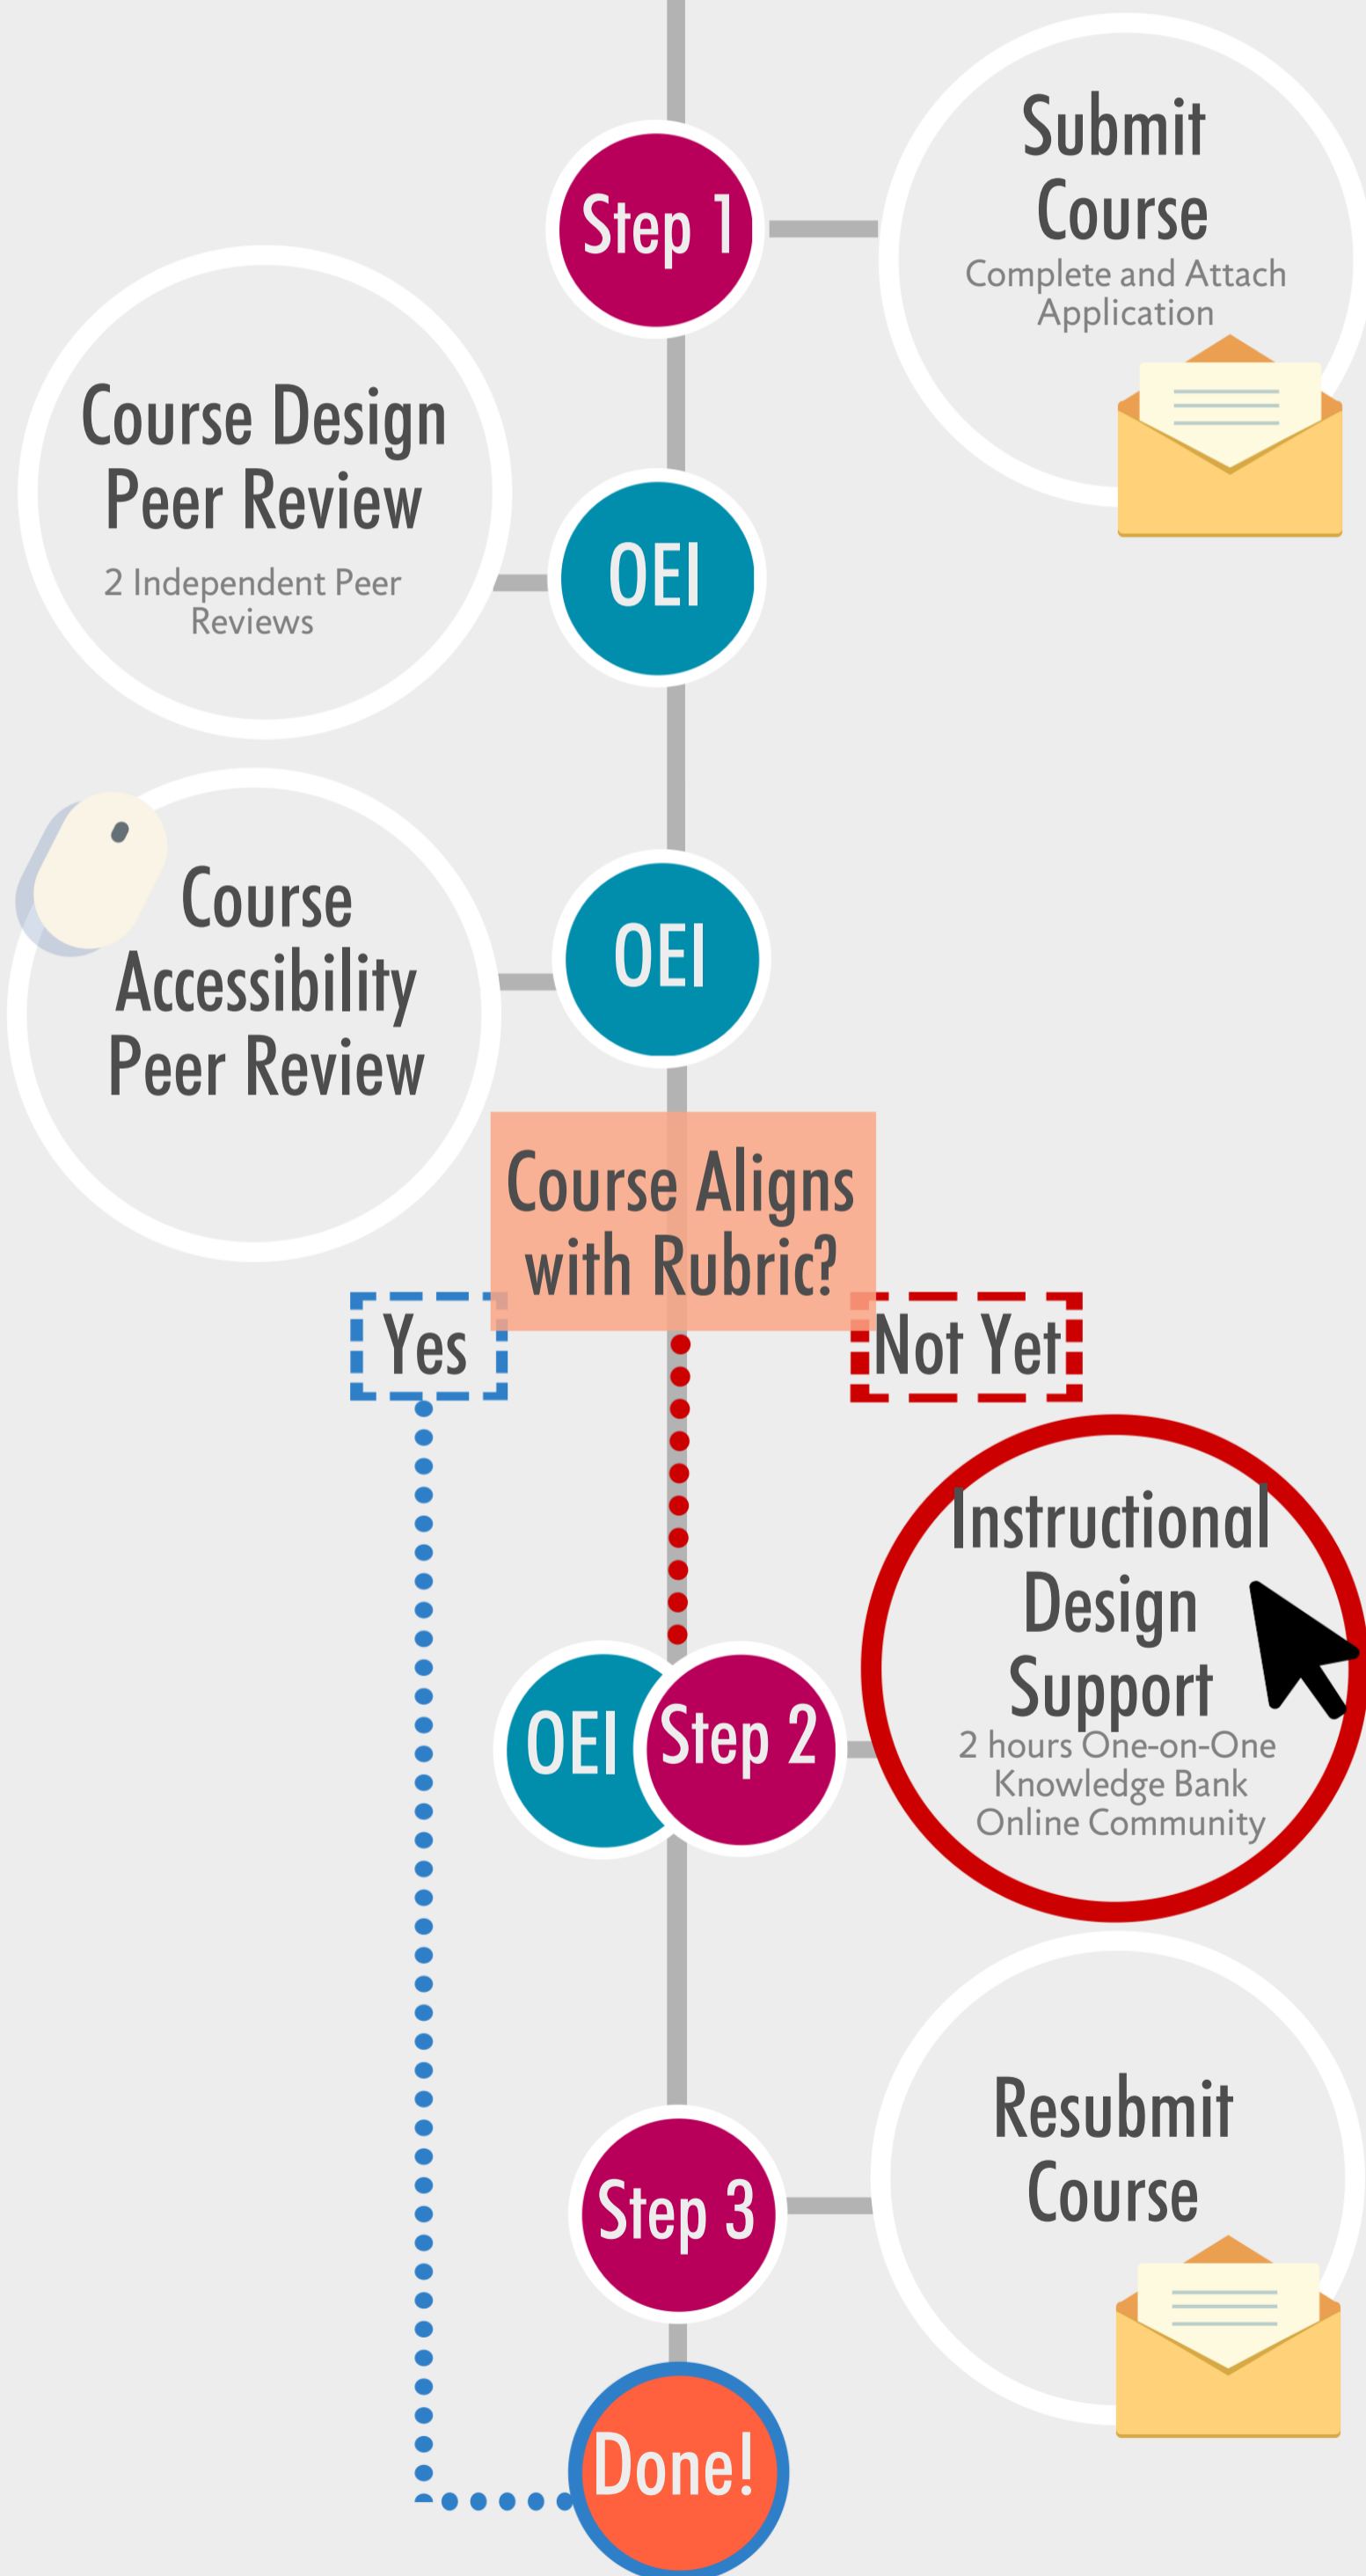 Step 1
Submit
Course
Complete and Attach
Application
Course Design
Peer Review
2 Independent Peer
Reviews
OEI
Course
Accessibility
Peer Review
OEI
Course Aligns
with Rubric?
Yes
Not Yet
OEI
Step 2
Instructional
Design
Support
2 hours One-on-One
Knowledge Bank
Online Community
Step 3
Resubmit
Course
Done!